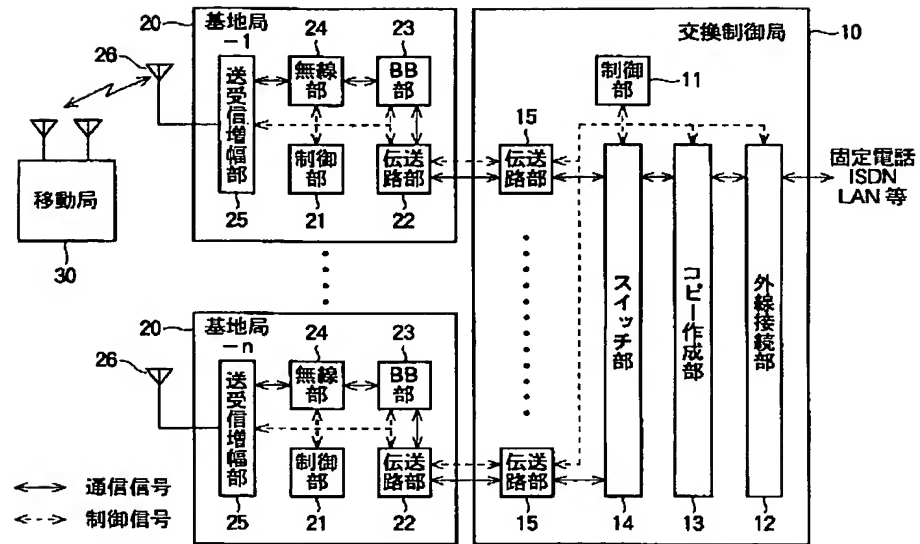 20
基地局
-1
24
23
無線部
BB部
送受信増幅部
制御部
伝送路部
25
21
22
26
移動局
30
交換制御局
10
制御部
11
15
伝送路部
スイッチ部
コピー作成部
外線接続部
固定電話
ISDN
LAN 等
20
基地局
-n
24
23
無線部
BB部
送受信増幅部
制御部
伝送路部
25
21
22
26
伝送路部
15
14
13
12
通信信号
制御信号